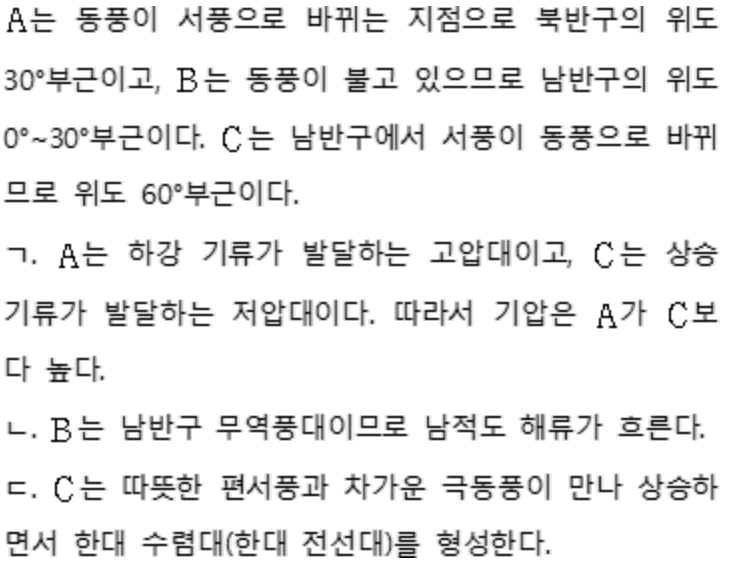 A는 동풍이 서풍으로 바뀌는 지점으로 북반구의 위도
30°부근이고, B는 동풍이 불고 있으므로 남반구의 위도
0°~30°부근이다. C는 남반구에서 서풍이 동풍으로 바뀌
므로 위도 60°부근이다.
ㄱ. A는 하강 기류가 발달하는 고압대이고, C는 상승
기류가 발달하는 저압대이다. 따라서 기압은 A가 C보
다 높다.
ㄴ. B는 남반구 무역풍대이므로 남적도 해류가 흐른다.
ㄷ. C는 따뜻한 편서풍과 차가운 극동풍이 만나 상승하
면서 한대 수렴대(한대 전선대)를 형성한다.